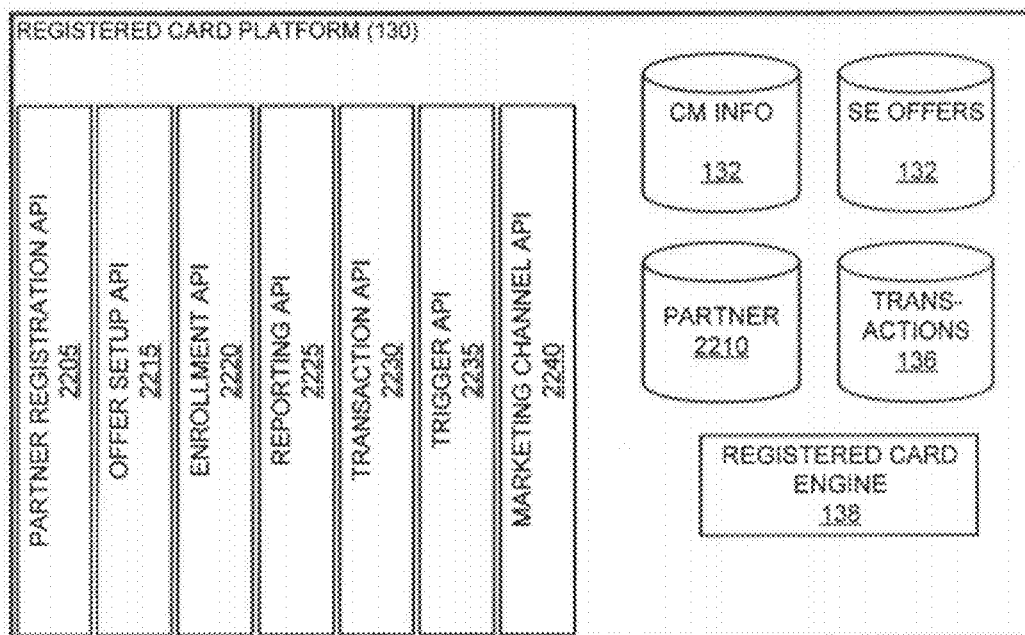 REGISTERED CARD PLATFORM (130)
PARTNER REGISTRATION API
2205
OFFER SETUP API
2215
ENROLLMENT API
2220
REPORTING API
2225
TRANSACTION API
2230
TRIGGER API
2235
MARKETING CHANNEL API
2240
CM INFO
132
SE OFFERS
132
PARTNER
2210
TRANS-
ACTIONS
136
REGISTERED CARD
ENGINE
138